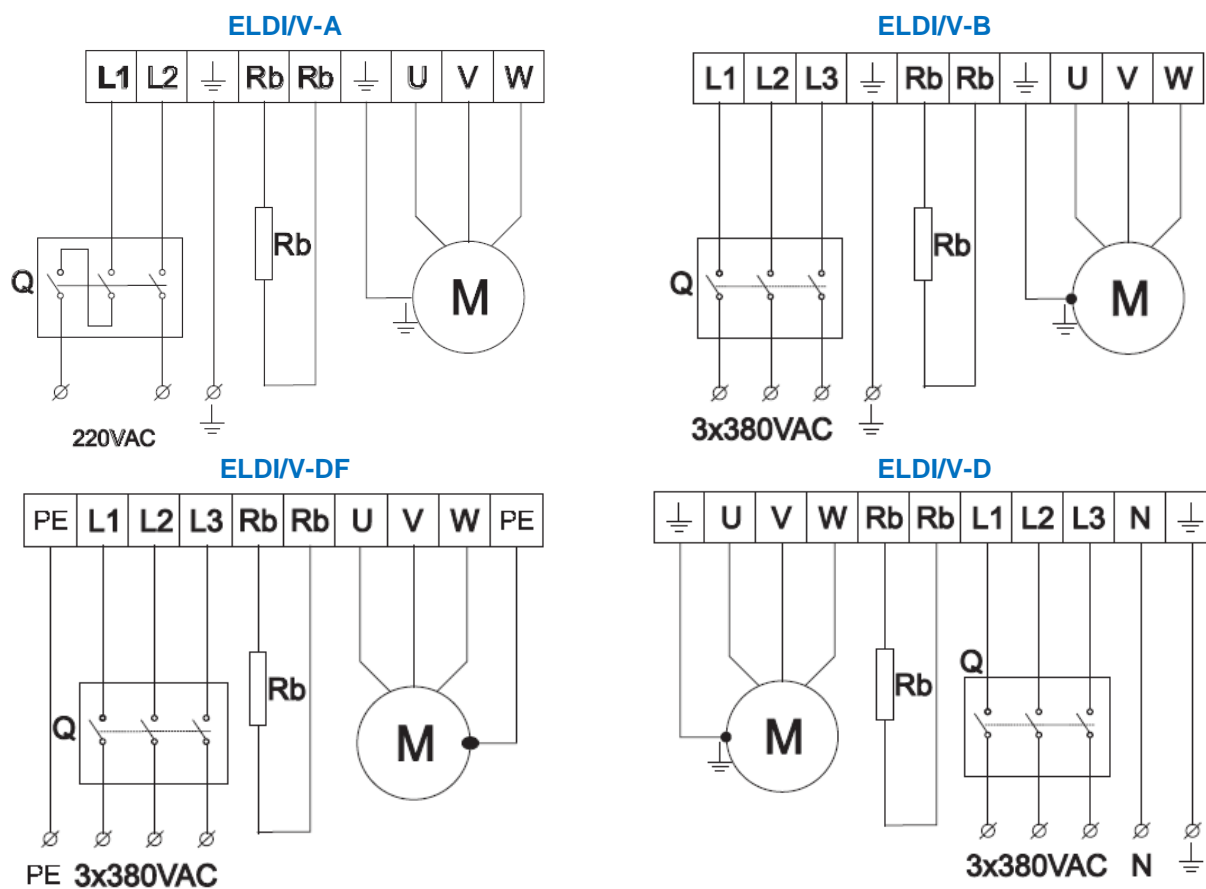 ELDI/V-A
L1 L2 Rb Rb U V W
Rb
Q
M
220VAC
ELDI/V-B
L1 L2 L3 Rb Rb U V W
Rb
Q
M
3x380VAC
ELDI/V-DF
PE L1 L2 L3 Rb Rb U V W PE
Rb
Q
M
PE 3x380VAC
ELDI/V-D
U V W Rb Rb L1 L2 L3 N
Q
Rb
M
3x380VAC N